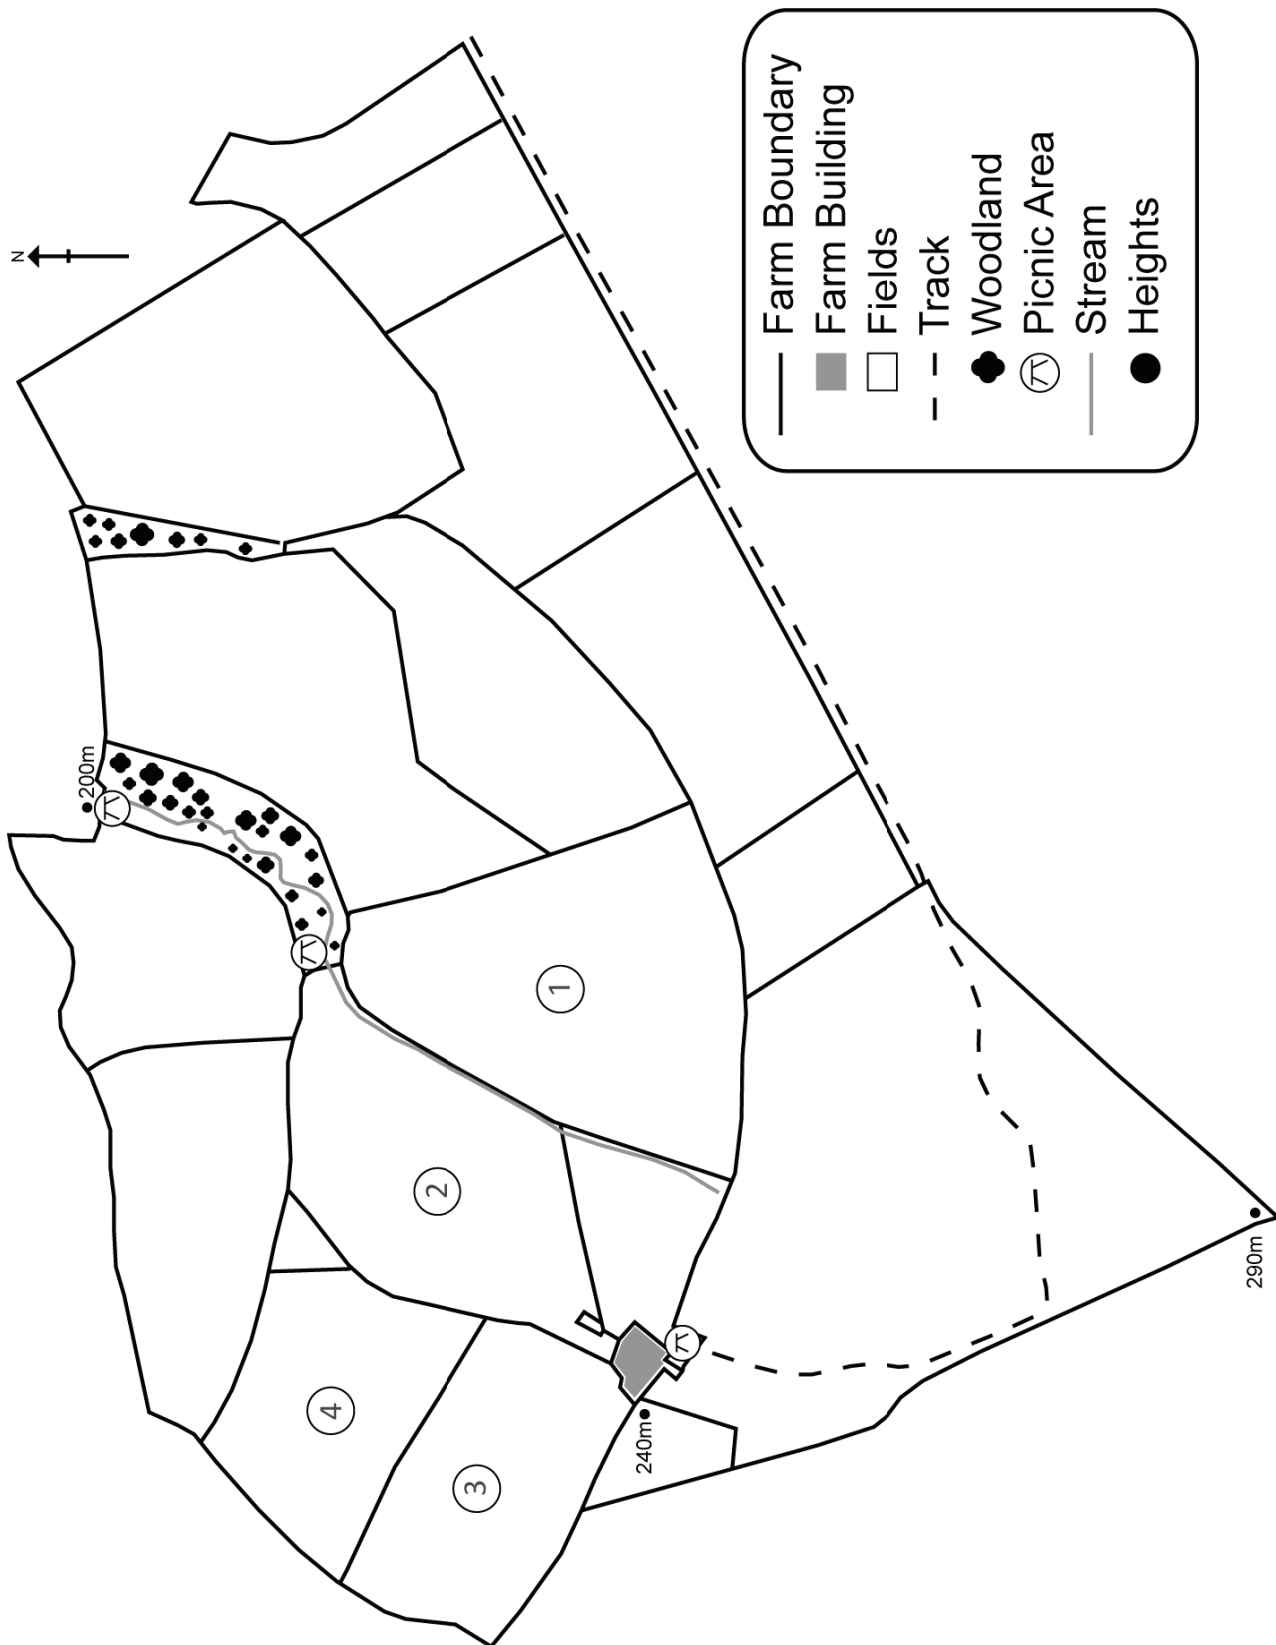 N
200m
1
2
4
3
240m
290m
Farm Boundary
Farm Building
Fields
Track
Woodland
Picnic Area
Stream
Heights